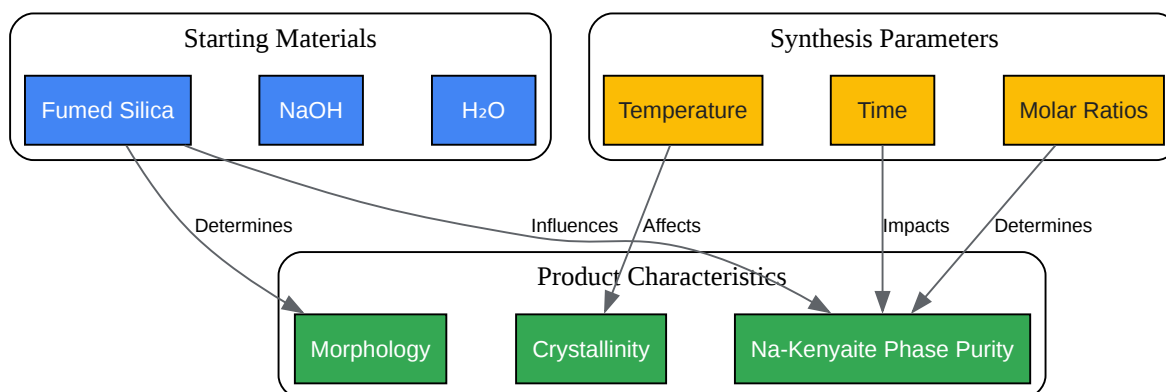 Starting Materials
Synthesis Parameters
Fumed Silica
NaOH
H₂O
Temperature
Time
Molar Ratios
Determines
Influences
Affects
Impacts
Determines
Product Characteristics
Morphology
Crystallinity
Na-Kenyaite Phase Purity